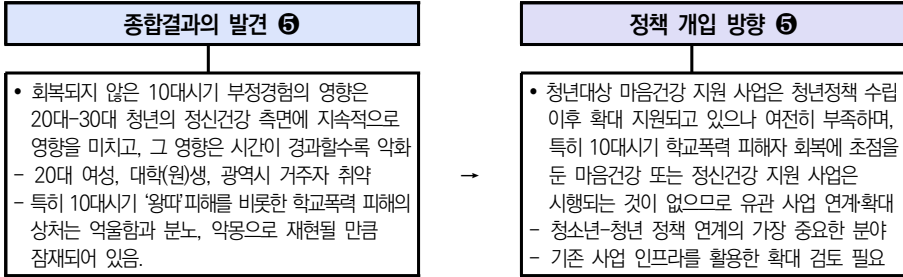 종합결과의 발견 ❺
• 회복되지 않은 10대시기 부정경험의 영향은
20대-30대 청년의 정신건강 측면에 지속적으로
영향을 미치고, 그 영향은 시간이 경과할수록 악화
- 20대 여성, 대학(원)생, 광역시 거주자 취약
- 특히 10대시기 ‘왕따’피해를 비롯한 학교폭력 피해의
상처는 억울함과 분노, 악몽으로 재현될 만큼
잠재되어 있음.
→
정책 개입 방향 ❺
• 청년대상 마음건강 지원 사업은 청년정책 수립
이후 확대 지원되고 있으나 여전히 부족하며,
특히 10대시기 학교폭력 피해자 회복에 초점을
둔 마음건강 또는 정신건강 지원 사업은
시행되는 것이 없으므로 유관 사업 연계·확대
- 청소년-청년 정책 연계의 가장 중요한 분야
- 기존 사업 인프라를 활용한 확대 검토 필요